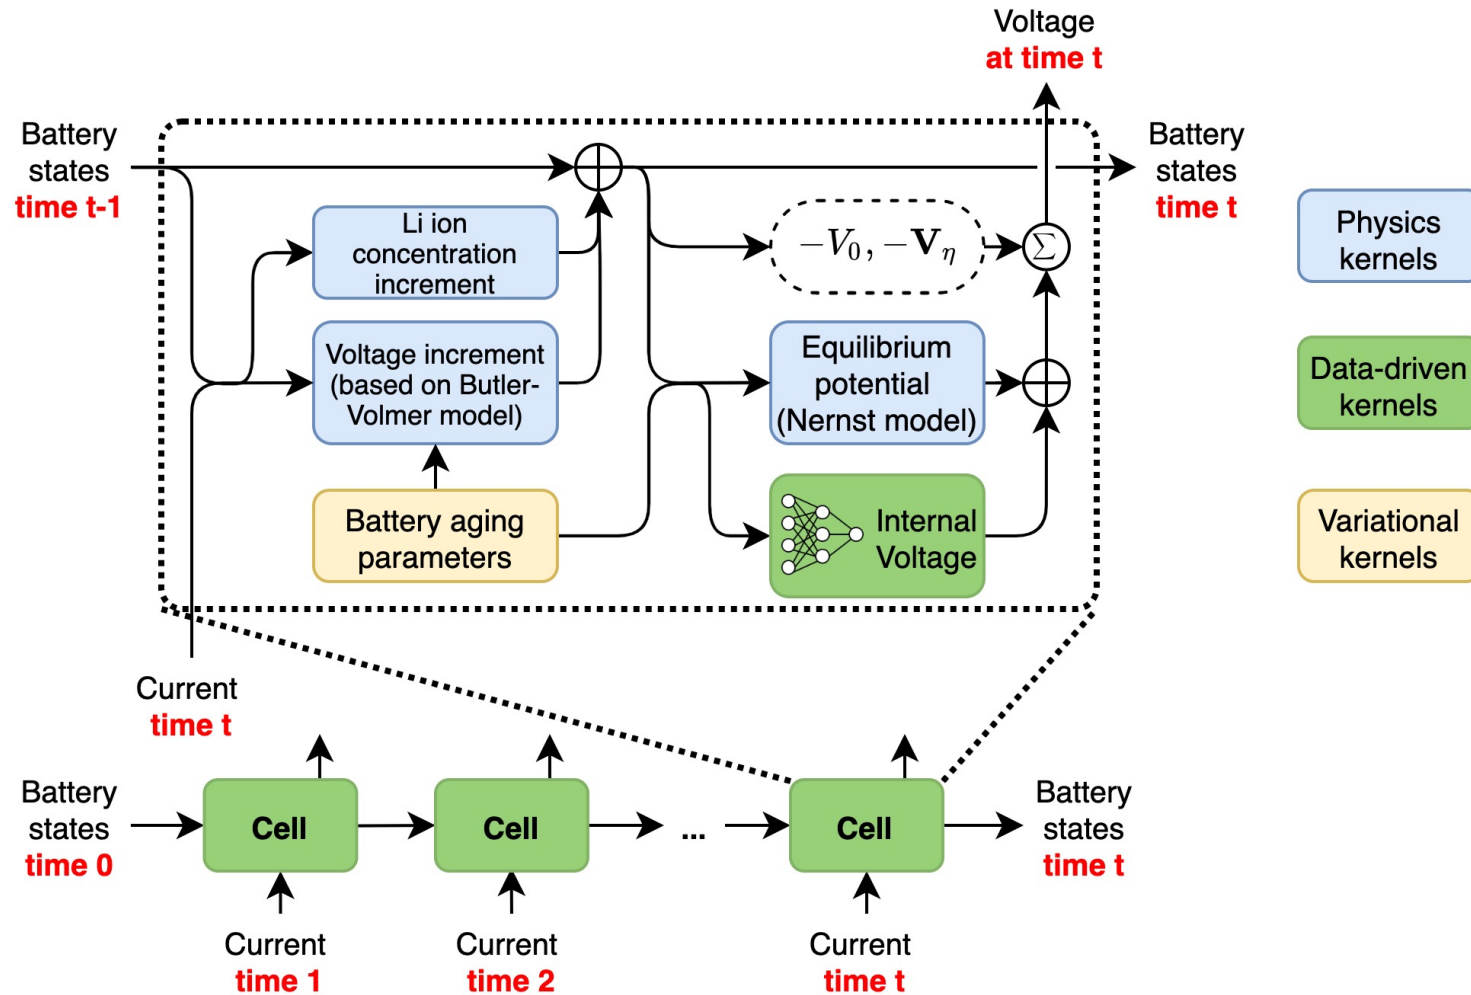 Voltage
at time t
Battery
states
time t-1
Battery
states
time t
Li ion
concentration
increment
−V₀, −V_η
Σ
Physics
kernels
Voltage increment
(based on Butler-
Volmer model)
Equilibrium
potential
(Nernst model)
Data-driven
kernels
Battery aging
parameters
Internal
Voltage
Variational
kernels
Current
time t
Battery
states
time 0
Cell
Cell
...
Cell
Battery
states
time t
Current
time 1
Current
time 2
Current
time t